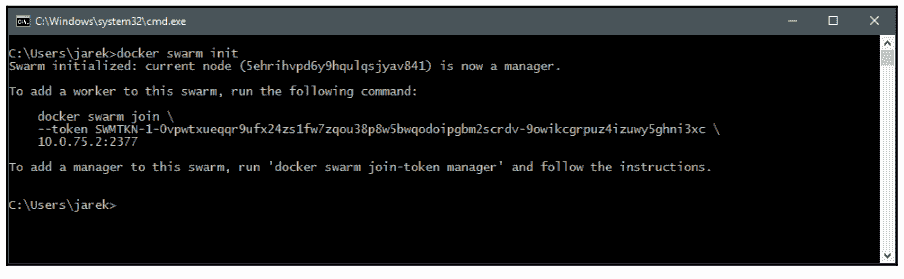 C:\Windows\system32\cmd.exe
C:\Users\jarek>docker swarm init
Swarm initialized: current node (5ehrihvpd6y9hqulqsjyav841) is now a manager.
To add a worker to this swarm, run the following command:
docker swarm join \
--token SWMTKN-1-0vpwtxueqqr9ufx24zs1fw7zqou38p8w5bwqodoipgbm2scrdv-9owikcgrpuz4izuwy5ghni3xc \
10.0.75.2:2377
To add a manager to this swarm, run 'docker swarm join-token manager' and follow the instructions.
C:\Users\jarek>